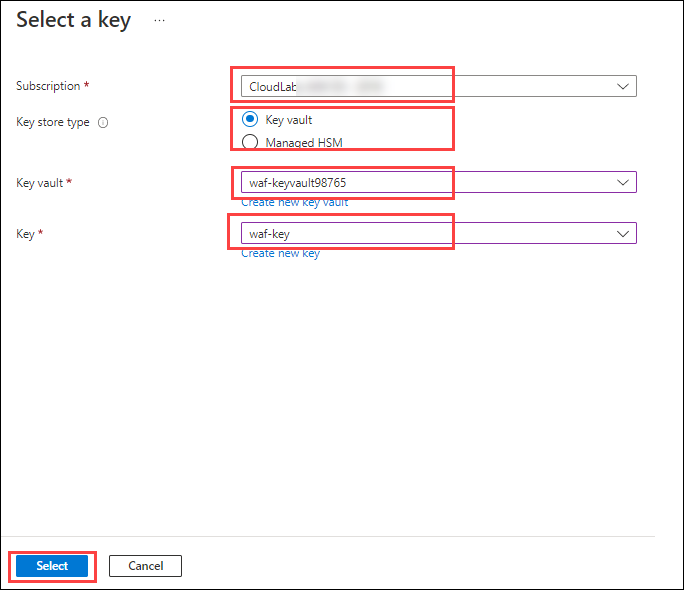 Select a key ...
Subscription *
CloudLab
Key store type
Key vault
Managed HSM
Key vault *
waf-keyvault98765
Create new key vault
Key *
waf-key
Create new key
Select
Cancel